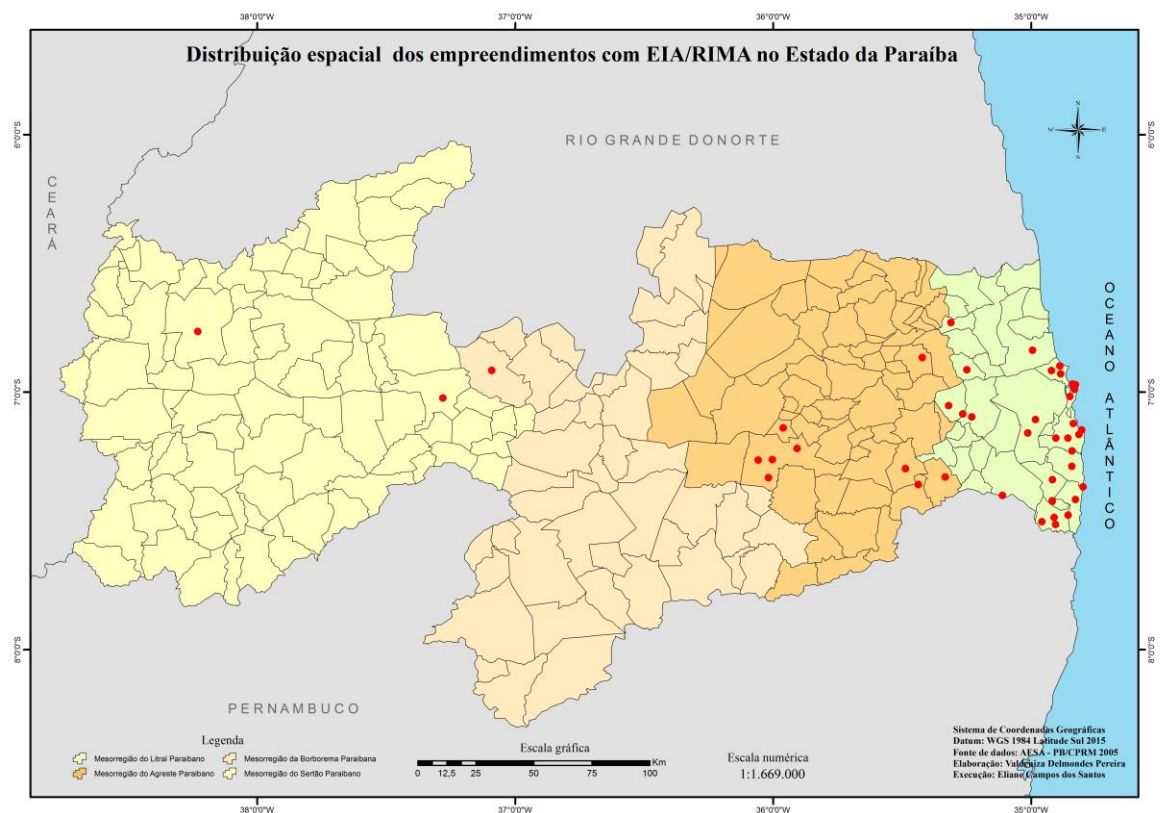 38°0'0"W 37°0'0"W 36°0'0"W 35°0'0"W
Distribuição espacial dos empreendimentos com EIA/RIMA no Estado da Paraíba
6°0'0"S
7°0'0"S
8°0'0"S
6°0'0"S
7°0'0"S
8°0'0"S
N
W E
S
RIO GRANDE DONORTE
CEARÁ
OCEANO ATLÂNTICO
PERNAMBUCO
Legenda
Mesorregião do Litral Paraibano
Mesorregião da Borborema Paraibana
Mesorregião do Agreste Paraibano
Mesorregião do Sertão Paraibano
Escala gráfica
0 12,5 25 50 75 100 Km
Escala numérica
1:1.669.000
Sistema de Coordenadas Geográficas
Datum: WGS 1984 Latitude Sul 2015
Fonte de dados: AESA - PB/CPRM 2005
Elaboração: Valdeniza Delmondes Pereira
Execução: Eliane Campos dos Santos
38°0'0"W 37°0'0"W 36°0'0"W 35°0'0"W